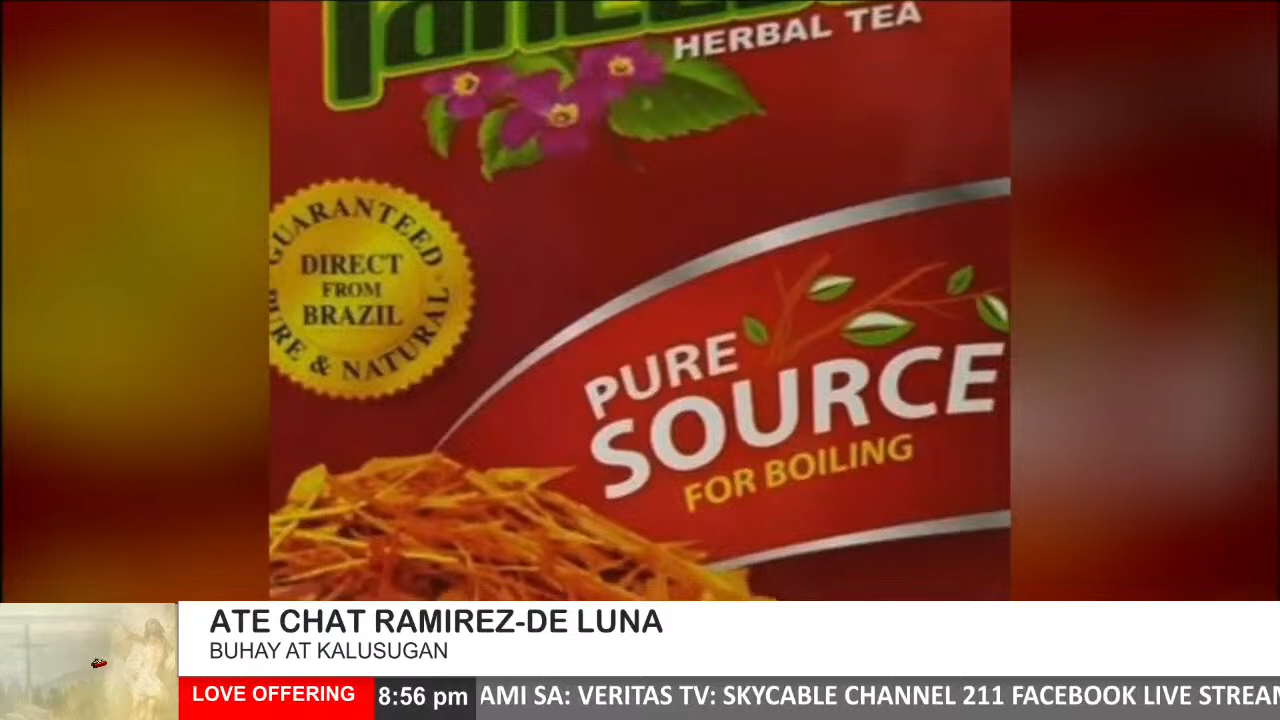 HERBAL TEA
GUARANTEED
DIRECT
FROM
BRAZIL
& NATURAL
PURE
SOURCE
FOR BOILING
ATE CHAT RAMIREZ-DE LUNA
BUHAY AT KALUSUGAN
LOVE OFFERING
8:56 pm
AMI SA: VERITAS TV: SKYCABLE CHANNEL 211 FACEBOOK LIVE STREAM